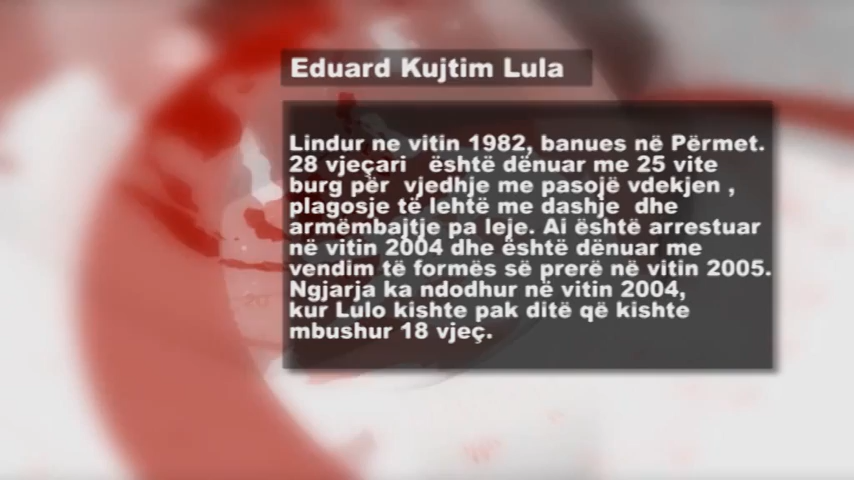 Eduard Kujtim Lula
Lindur ne vitin 1982, banues në Përmet.
28 vjeçari është dënuar me 25 vite
burg për vjedhje me pasojë vdekjen ,
plagosje të lehtë me dashje dhe
armëmbajtje pa leje. Ai është arrestuar
në vitin 2004 dhe është dënuar me
vendim të formës së prerë në vitin 2005.
Ngjarja ka ndodhur në vitin 2004,
kur Lulo kishte pak ditë që kishte
mbushur 18 vjeç.